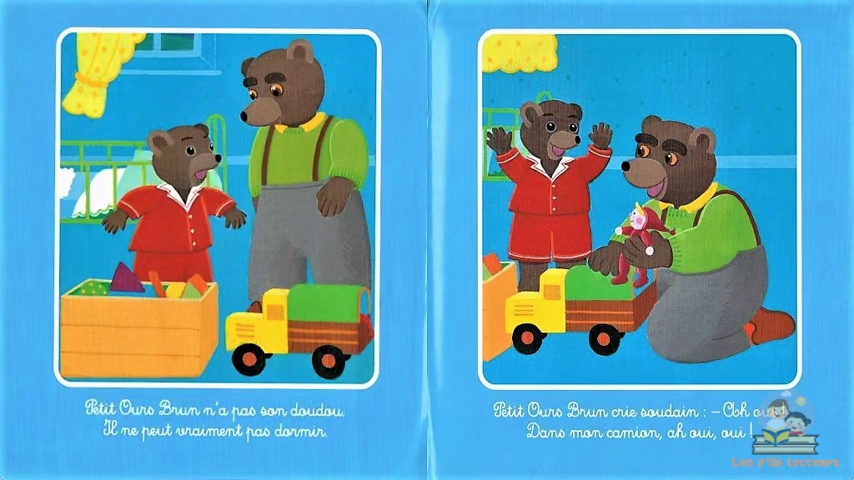 Petit Ours Brun n'a pas son doudou.
Il ne peut vraiment pas dormir.
Petit Ours Brun crie soudain : – Ah oui !
Dans mon camion, ah oui, oui !
Les p'tits lecteurs